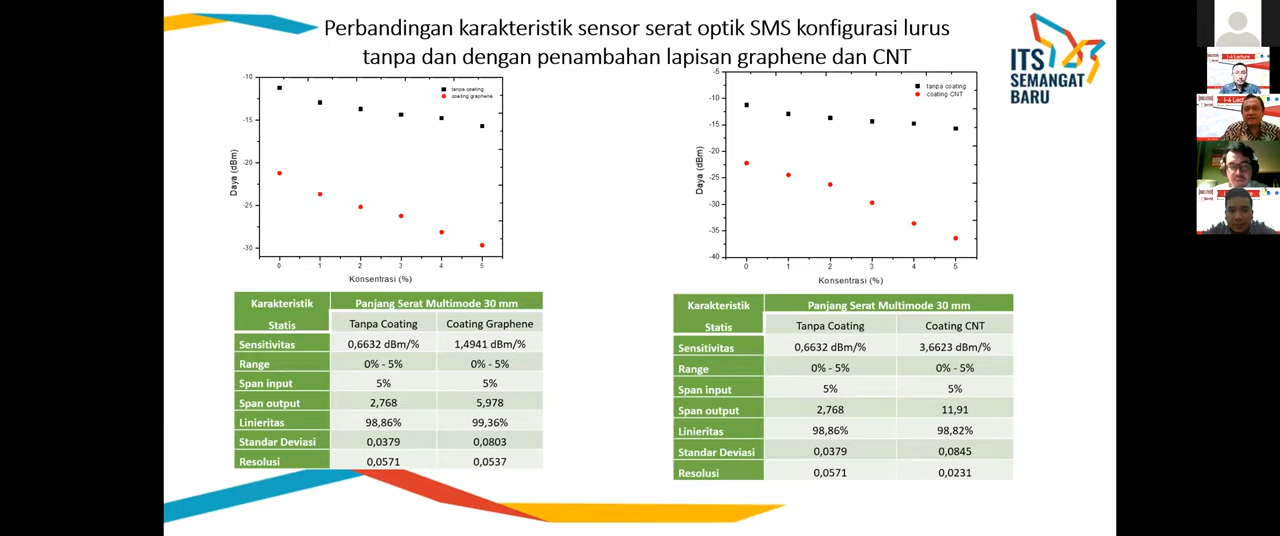 Perbandingan karakteristik sensor serat optik SMS konfigurasi lurus
tanpa dan dengan penambahan lapisan graphene dan CNT
ITS
SEMANGAT
BARU
-10
-15
-20
-25
-30
Daya (dBm)
tanpa coating
coating graphene
0 1 2 3 4 5
Konsentrasi (%)
-5
-10
-15
-20
-25
-30
-35
-40
Daya (dBm)
tanpa coating
coating CNT
0 1 2 3 4 5
Konsentrasi (%)
Karakteristik Statis Panjang Serat Multimode 30 mm
Tanpa Coating Coating Graphene
Sensitivitas 0,6632 dBm/% 1,4941 dBm/%
Range 0% - 5% 0% - 5%
Span input 5% 5%
Span output 2,768 5,978
Linieritas 98,86% 99,36%
Standar Deviasi 0,0379 0,0803
Resolusi 0,0571 0,0537
Karakteristik Statis Panjang Serat Multimode 30 mm
Tanpa Coating Coating CNT
Sensitivitas 0,6632 dBm/% 3,6623 dBm/%
Range 0% - 5% 0% - 5%
Span input 5% 5%
Span output 2,768 11,91
Linieritas 98,86% 98,82%
Standar Deviasi 0,0379 0,0845
Resolusi 0,0571 0,0231
I-4 Lecture